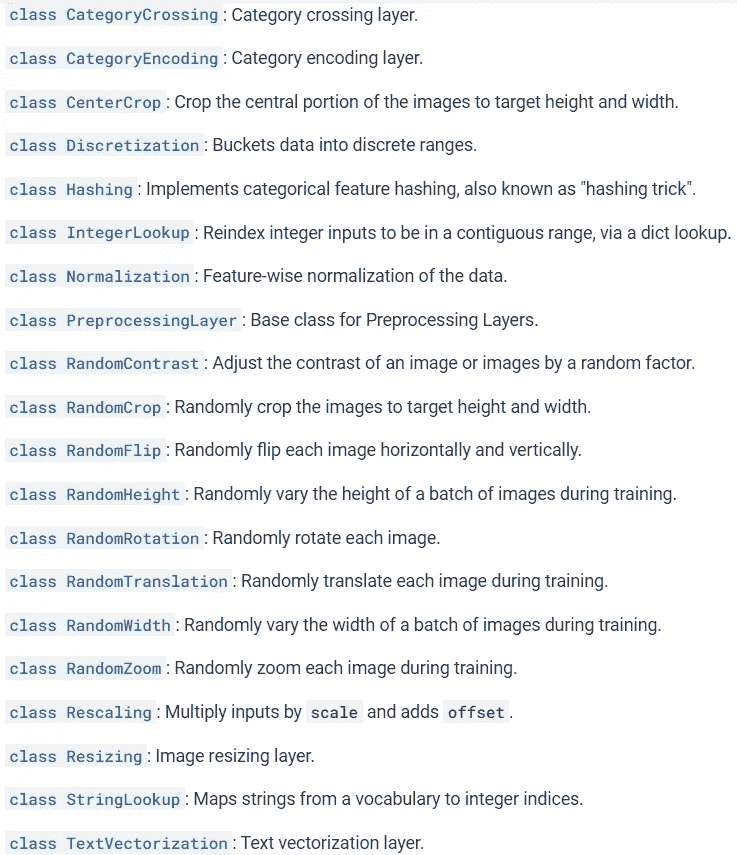 class CategoryCrossing : Category crossing layer.
class CategoryEncoding : Category encoding layer.
class CenterCrop : Crop the central portion of the images to target height and width.
class Discretization : Buckets data into discrete ranges.
class Hashing : Implements categorical feature hashing, also known as "hashing trick".
class IntegerLookup : Reindex integer inputs to be in a contiguous range, via a dict lookup.
class Normalization : Feature-wise normalization of the data.
class PreprocessingLayer : Base class for Preprocessing Layers.
class RandomContrast : Adjust the contrast of an image or images by a random factor.
class RandomCrop : Randomly crop the images to target height and width.
class RandomFlip : Randomly flip each image horizontally and vertically.
class RandomHeight : Randomly vary the height of a batch of images during training.
class RandomRotation : Randomly rotate each image.
class RandomTranslation : Randomly translate each image during training.
class RandomWidth : Randomly vary the width of a batch of images during training.
class RandomZoom : Randomly zoom each image during training.
class Rescaling : Multiply inputs by scale and adds offset .
class Resizing : Image resizing layer.
class StringLookup : Maps strings from a vocabulary to integer indices.
class TextVectorization : Text vectorization layer.